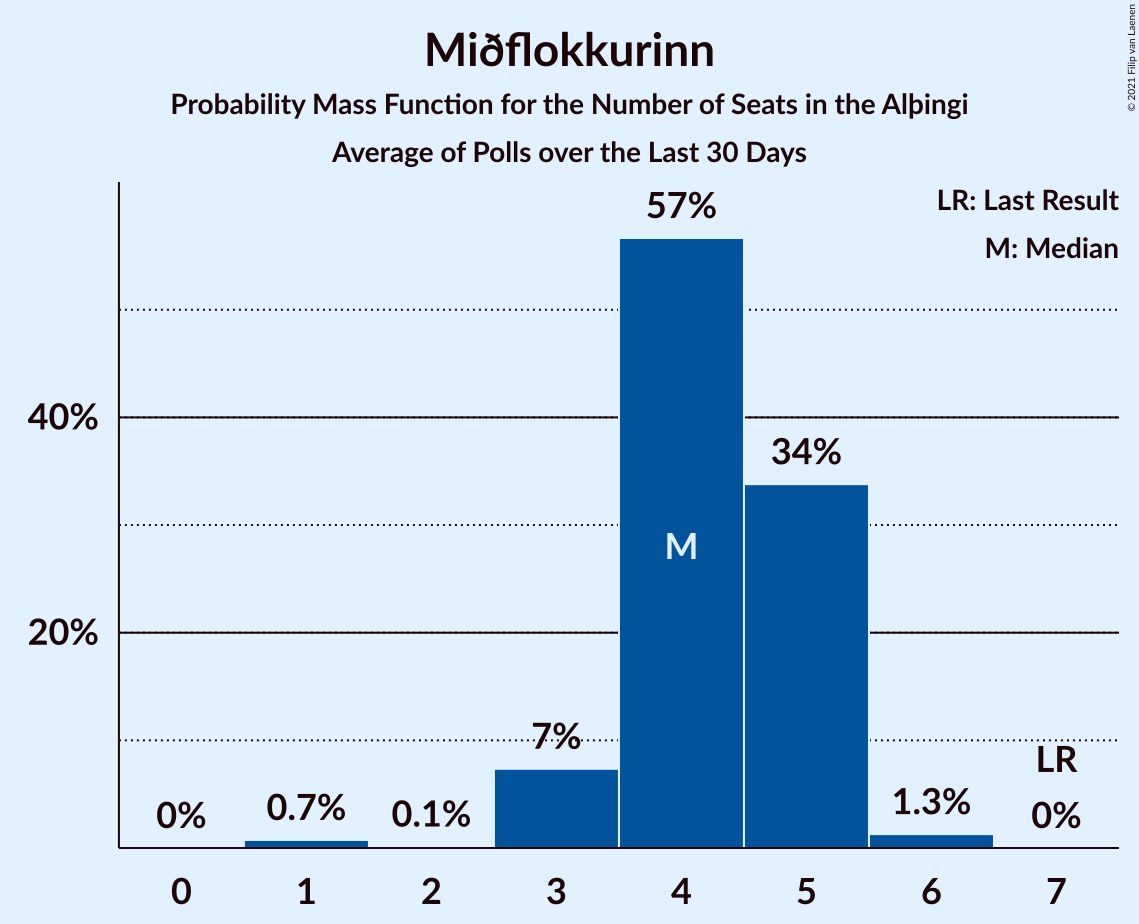 Miðflokkurinn
Probability Mass Function for the Number of Seats in the Alþingi
Average of Polls over the Last 30 Days
© 2021 Filip van Laenen
LR: Last Result
M: Median
57%
40%
34%
M
20%
7%
LR
0%
0.7%
0.1%
1.3%
0%
0 1 2 3 4 5 6 7